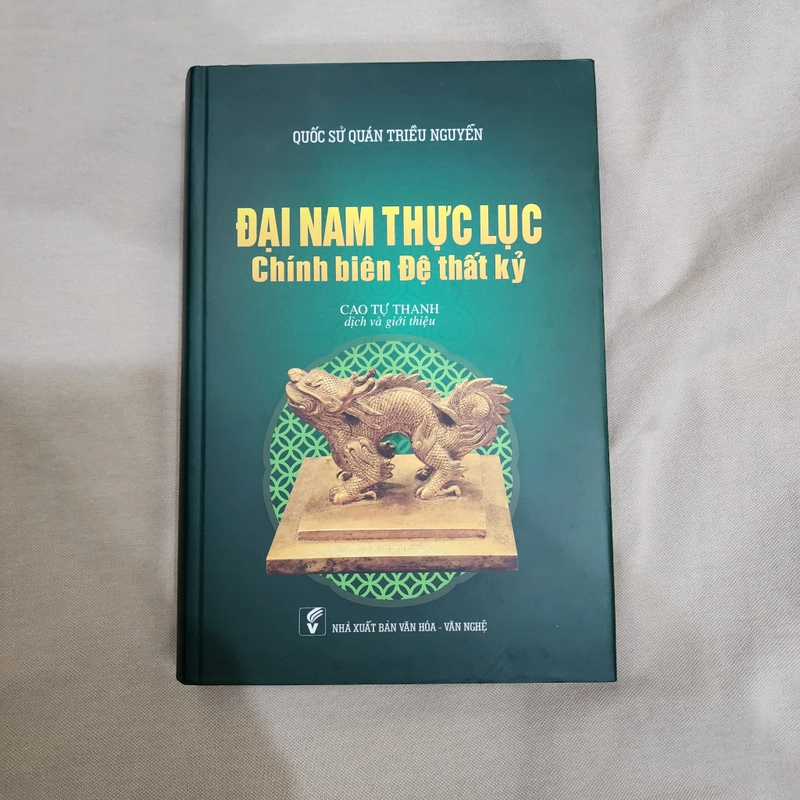 QUỐC SỬ QUÁN TRIỀU NGUYỄN
ĐẠI NAM THỰC LỤC
Chính biên Đệ thất kỷ
CAO TỰ THANH
dịch và giới thiệu
NHÀ XUẤT BẢN VĂN HÓA - VĂN NGHỆ